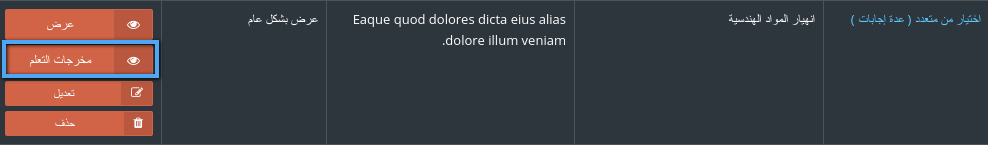 اختيار من متعدد ( عدة إجابات )
انهيار المواد الهندسية
Eaque quod dolores dicta eius alias
dolore illum veniam.
عرض بشكل عام
عرض
مخرجات التعلم
تعديل
حذف